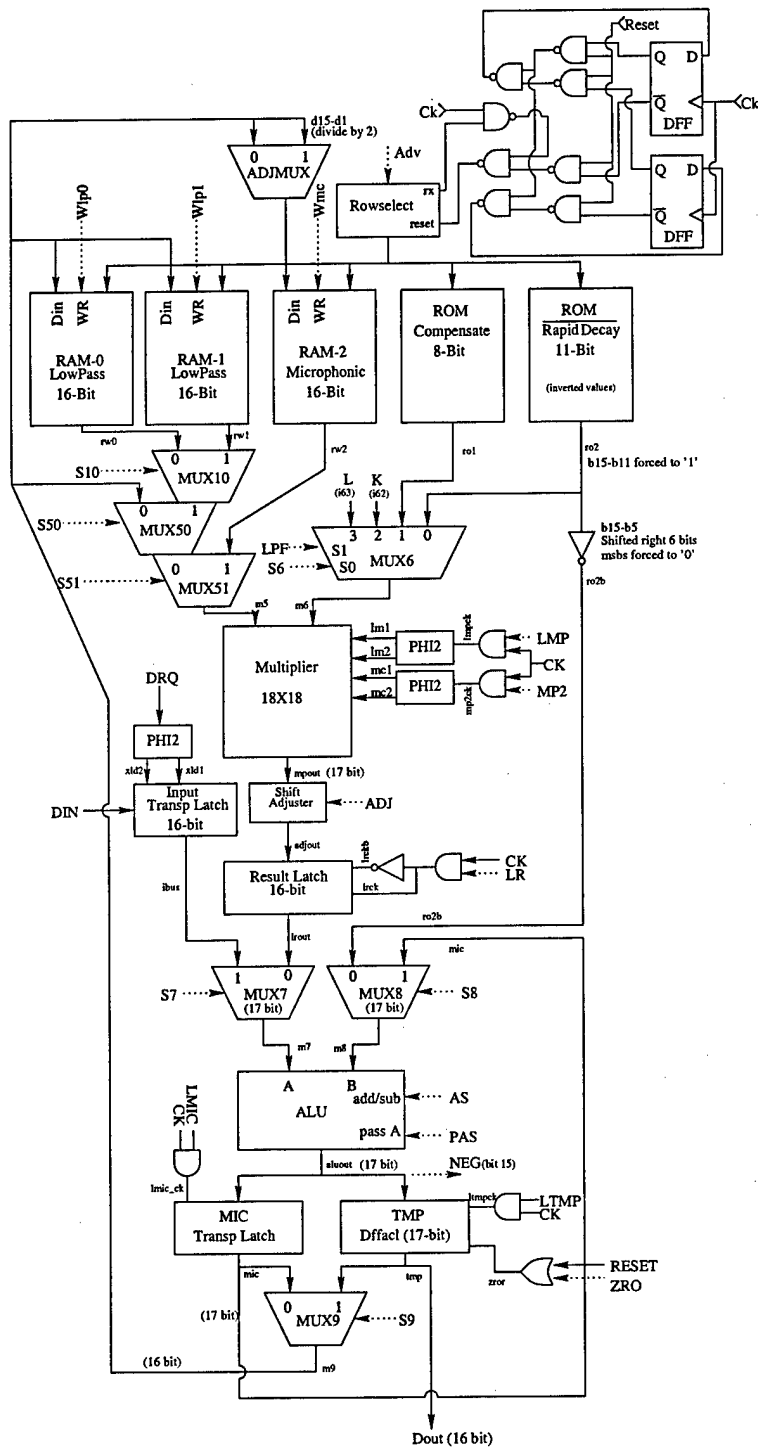 Reset
Q D
Q
DFF
Ck
Q D
Q
DFF
Ck
d15-d1
(divide by 2)
0 1
ADJMUX
Adv
rx
Rowselect
reset
Wlp0
Wlp1
Wmc
Din
WR
RAM-0
LowPass
16-Bit
Din
WR
RAM-1
LowPass
16-Bit
Din
WR
RAM-2
Microphonic
16-Bit
ROM
Compensate
8-Bit
ROM
Rapid Decay
11-Bit
(inverted values)
rw0
rw1
rw2
ro1
ro2
b15-b11 forced to '1'
S10
0 1
MUX10
S50
0 1
MUX50
S51
0 1
MUX51
L
(i63)
K
(i62)
3 2 1 0
LPF
S1
S6
S0
MUX6
b15-b5
Shifted right 6 bits
msbs forced to '0'
ro2b
m5
m6
Multiplier
18X18
lm1
lm2
mc1
mc2
PHI2
PHI2
lmpck
mp2ck
LMP
CK
MP2
DRQ
PHI2
xld2
xld1
DIN
Input
Transp Latch
16-bit
mpout (17 bit)
Shift
Adjuster
ADJ
adjout
Result Latch
16-bit
lrckb
lrck
CK
LR
ibus
lrout
ro2b
mic
S7
1 0
MUX7
(17 bit)
0 1
MUX8
(17 bit)
S8
m7
m8
A B
add/sub
ALU
pass A
AS
PAS
LMIC
CK
lmic_ck
aluout (17 bit)
NEG(bit 15)
MIC
Transp Latch
TMP
Dffacl (17-bit)
ltmpck
LTMP
CK
zror
RESET
ZRO
mic
tmp
(17 bit)
0 1
MUX9
S9
(16 bit)
m9
Dout (16 bit)